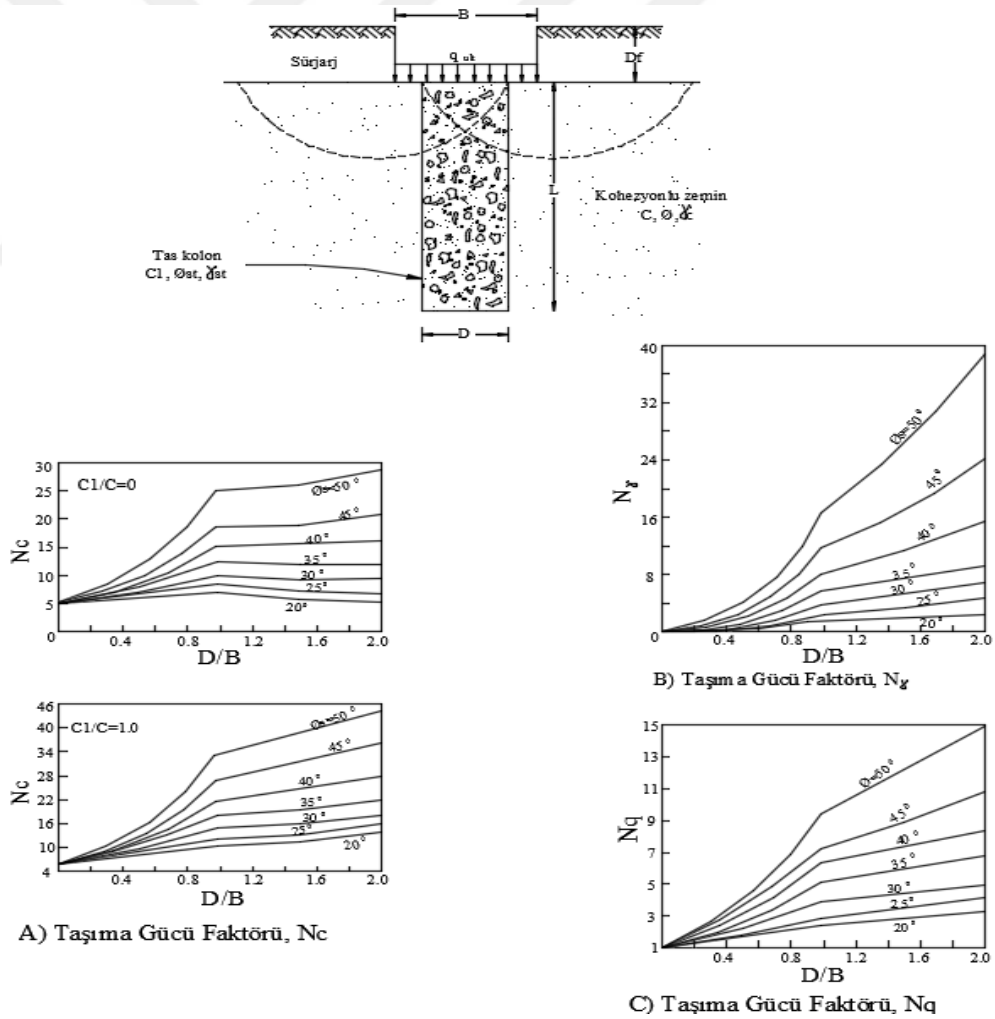 B
Sürjarj
q ult
Df
L
Kohezyonlu zemin
C, Ø, ɣc
Tas kolon
C1, Øst, ɣst
D
30
25
20
15
10
5
0
Nc
C1/C=0
Øs=50°
45°
40°
35°
30°
25°
20°
0.4
0.8
1.2
1.6
2.0
D/B
46
40
34
28
22
16
10
4
Nc
C1/C=1.0
Øs=50°
45°
40°
35°
30°
25°
20°
0.4
0.8
1.2
1.6
2.0
D/B
A) Taşıma Gücü Faktörü, Nc
40
32
24
16
8
0
Nɣ
Øs=50°
45°
40°
35°
30°
25°
20°
0.4
0.8
1.2
1.6
2.0
D/B
B) Taşıma Gücü Faktörü, Nɣ
15
13
11
9
7
5
3
1
Nq
Ø=50°
45°
40°
35°
30°
2.5°
20°
0.4
0.8
1.2
1.6
2.0
D/B
C) Taşıma Gücü Faktörü, Nq